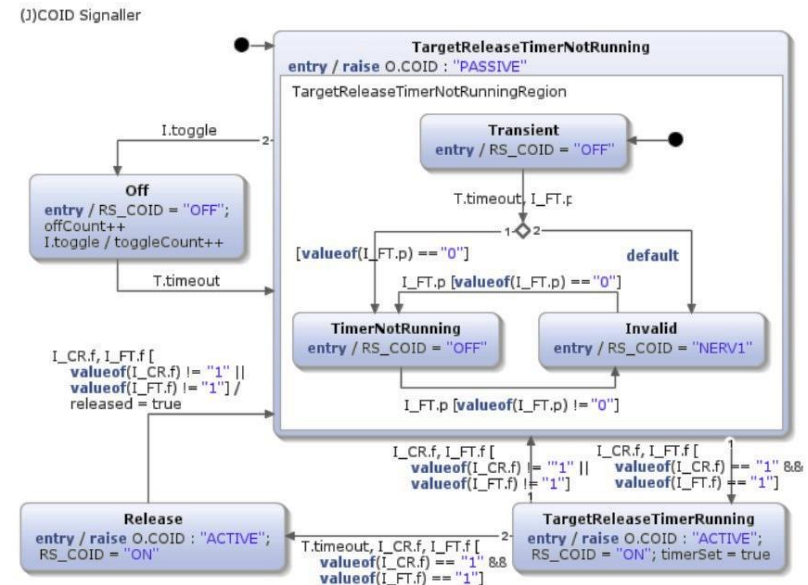 (J)COID Signaller
TargetReleaseTimerNotRunning
entry / raise O.COID : "PASSIVE"
TargetReleaseTimerNotRunningRegion
Transient
entry / RS_COID = "OFF"
I.toggle
2
Off
entry / RS_COID = "OFF";
offCount++
I.toggle / toggleCount++
T.timeout
T.timeout, I_FT.p
1 2
[valueof(I_FT.p) == "0"]
default
I_FT.p [valueof(I_FT.p) == "0"]
TimerNotRunning
entry / RS_COID = "OFF"
Invalid
entry / RS_COID = "NERV1"
I_FT.p [valueof(I_FT.p) != "0"]
I_CR.f, I_FT.f [
valueof(I_CR.f) != "1" ||
valueof(I_FT.f) != "1"] /
released = true
I_CR.f, I_FT.f [
valueof(I_CR.f) != '"1" ||
valueof(I_FT.f) != "1"]
1
1
I_CR.f, I_FT.f [
valueof(I_CR.f) == "1" &&
valueof(I_FT.f) == "1"]
Release
entry / raise O.COID : "ACTIVE";
RS_COID = "ON"
2
T.timeout, I_CR.f, I_FT.f [
valueof(I_CR.f) == "1" &&
valueof(I_FT.f) == "1"]
TargetReleaseTimerRunning
entry / raise O.COID : "ACTIVE";
RS_COID = "ON"; timerSet = true